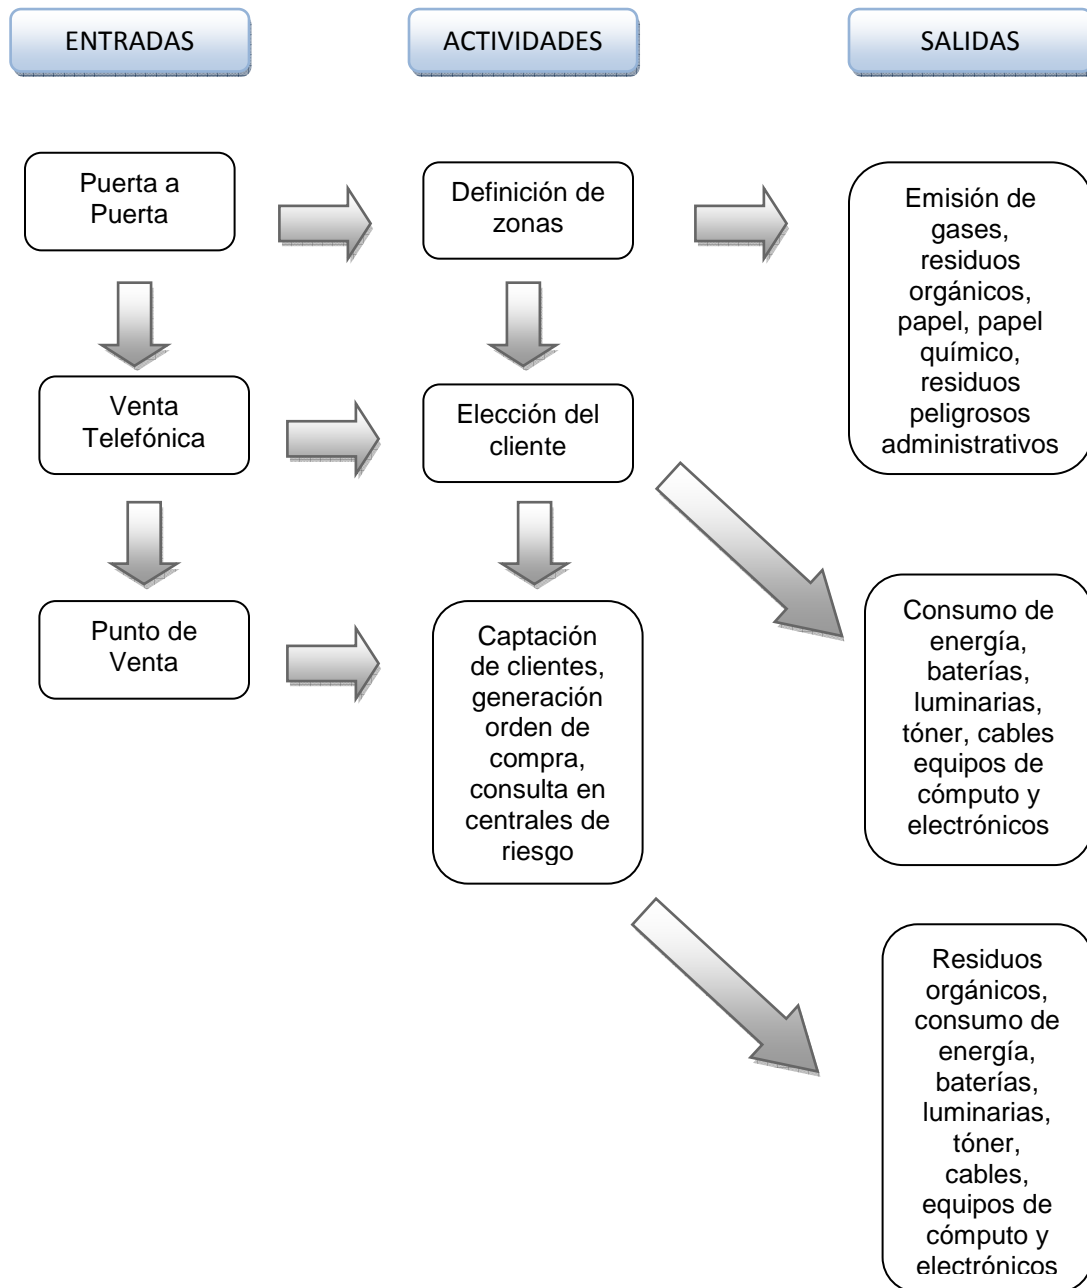 ENTRADAS
ACTIVIDADES
SALIDAS
Puerta a
Puerta
Definición de
zonas
Emisión de
gases,
residuos
orgánicos,
papel, papel
químico,
residuos
peligrosos
administrativos
Venta
Telefónica
Elección del
cliente
Punto de
Venta
Captación
de clientes,
generación
orden de
compra,
consulta en
centrales de
riesgo
Consumo de
energía,
baterías,
luminarias,
tóner, cables
equipos de
cómputo y
electrónicos
Residuos
orgánicos,
consumo de
energía,
baterías,
luminarias,
tóner,
cables,
equipos de
cómputo y
electrónicos